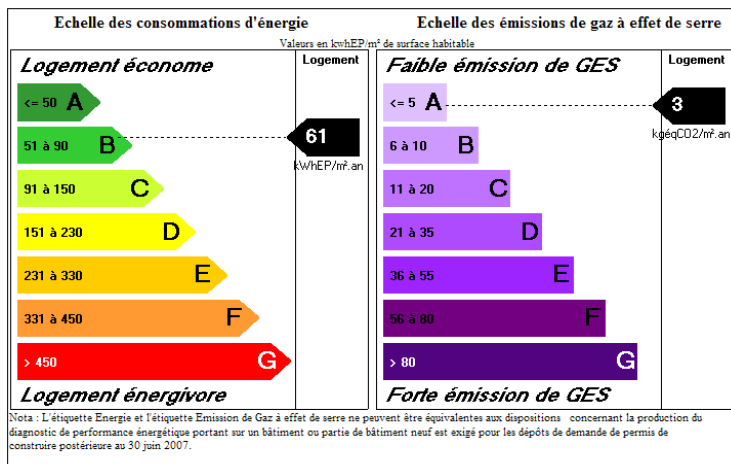 Echelle des consommations d'énergie
Echelle des émissions de gaz à effet de serre
Valeurs en kwhEP/m² de surface habitable
Logement économe
Logement
<= 50 A
51 à 90 B
61
kWhEP/m².an
91 à 150 C
151 à 230 D
231 à 330 E
331 à 450 F
> 450 G
Logement énergivore
Faible émission de GES
Logement
<= 5 A
3
kgéqCO2/m².an
6 à 10 B
11 à 20 C
21 à 35 D
36 à 55 E
56 à 80 F
> 80 G
Forte émission de GES
Nota : L'étiquette Energie et l'étiquette Emission de Gaz à effet de serre ne peuvent être équivalentes aux dispositions concernant la production du
diagnostic de performance énergétique portant sur un bâtiment ou partie de bâtiment neuf est exigé pour les dépôts de demande de permis de
construire postérieure au 30 juin 2007.